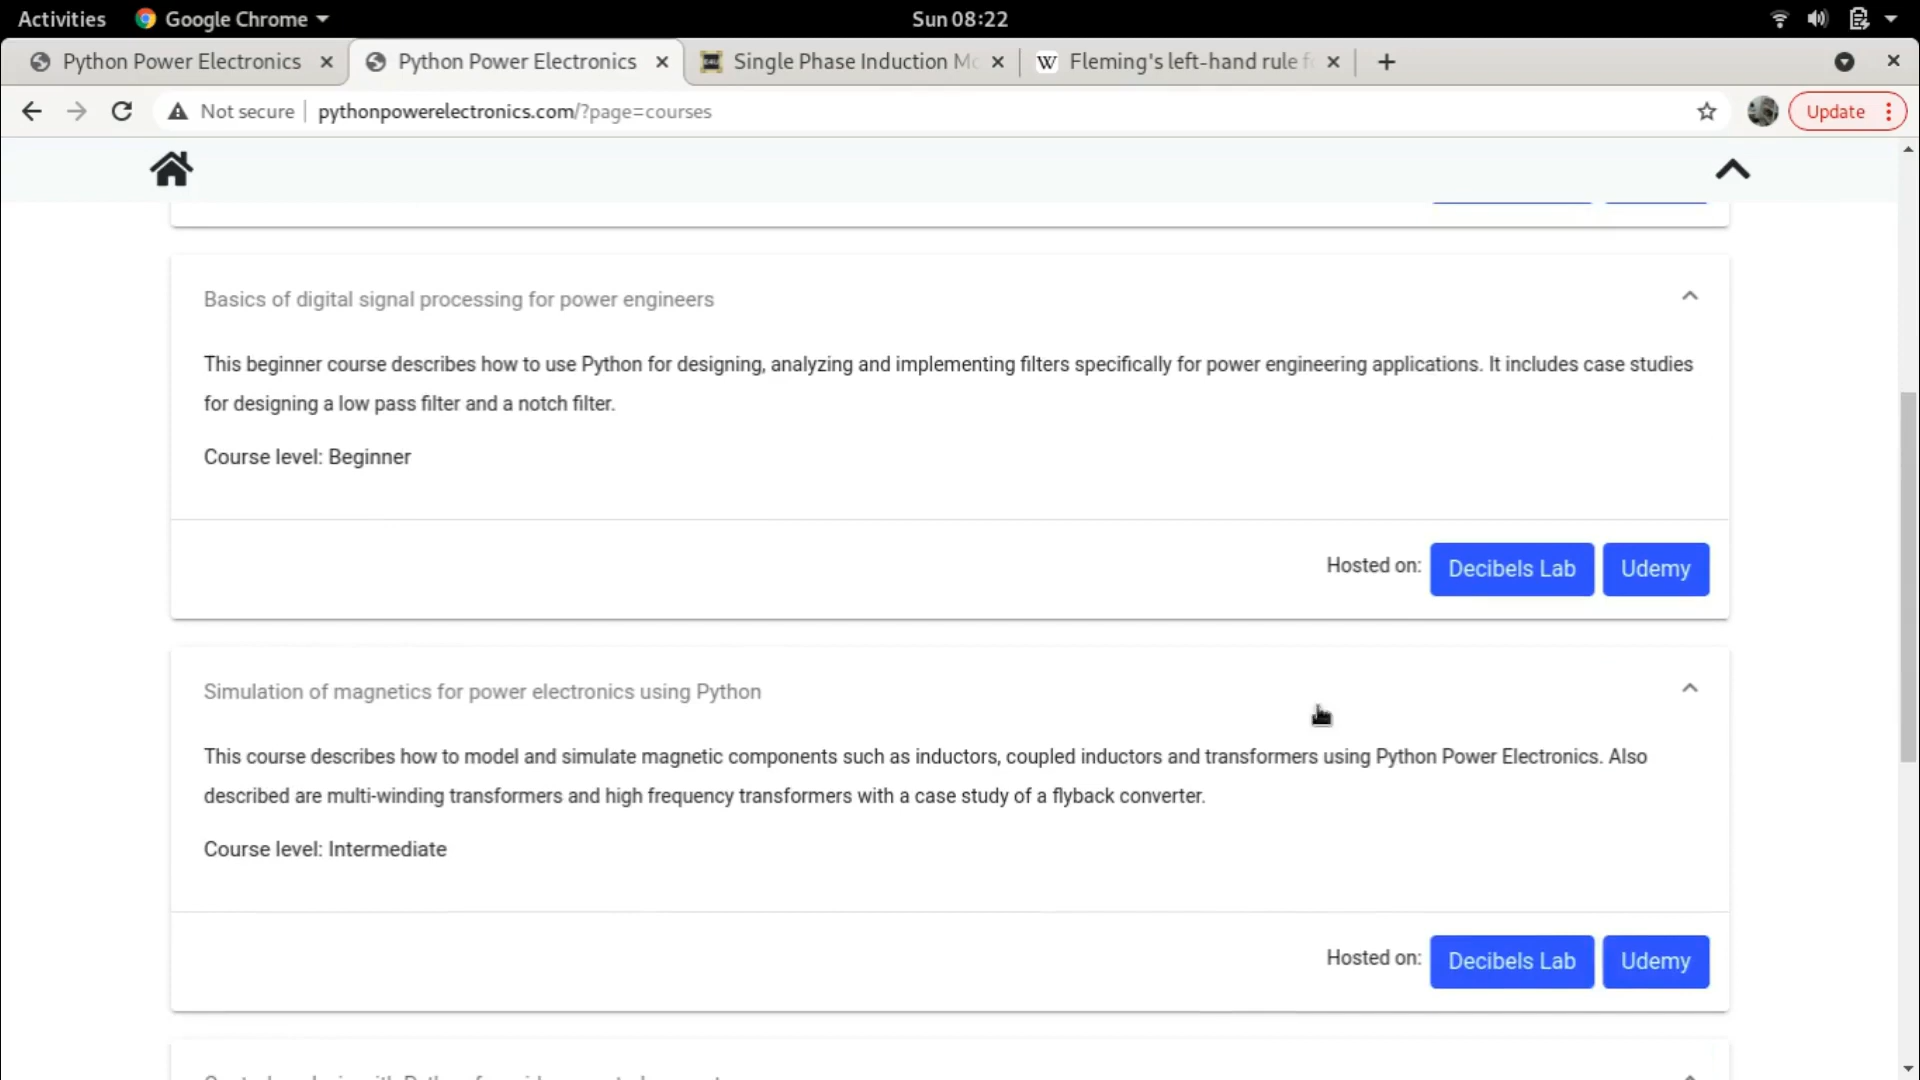 Activities Google Chrome Sun 08:22
Python Power Electronics Python Power Electronics Single Phase Induction Mo Fleming's left-hand rule f
Not secure pythonpowerelectronics.com/?page=courses Update
Basics of digital signal processing for power engineers
This beginner course describes how to use Python for designing, analyzing and implementing filters specifically for power engineering applications. It includes case studies
for designing a low pass filter and a notch filter.
Course level: Beginner
Hosted on: Decibels Lab Udemy
Simulation of magnetics for power electronics using Python
This course describes how to model and simulate magnetic components such as inductors, coupled inductors and transformers using Python Power Electronics. Also
described are multi-winding transformers and high frequency transformers with a case study of a flyback converter.
Course level: Intermediate
Hosted on: Decibels Lab Udemy